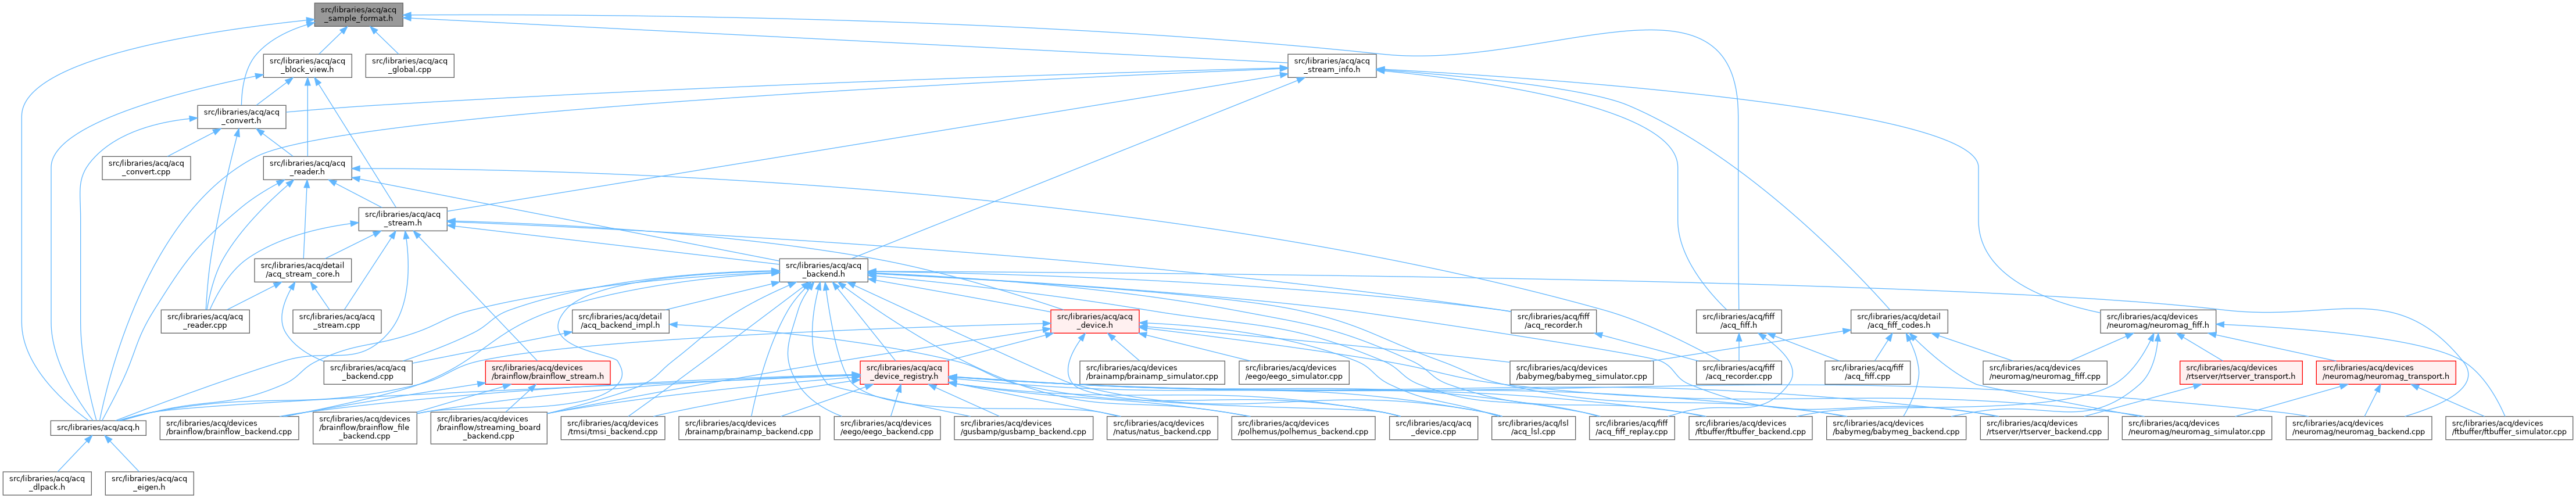 src/libraries/acq/acq
_sample_format.h
src/libraries/acq/acq
_block_view.h
src/libraries/acq/acq
_global.cpp
src/libraries/acq/acq
_stream_info.h
src/libraries/acq/acq
_convert.h
src/libraries/acq/acq
_convert.cpp
src/libraries/acq/acq
_reader.h
src/libraries/acq/acq
_stream.h
src/libraries/acq/detail
/acq_stream_core.h
src/libraries/acq/acq
_backend.h
src/libraries/acq/acq
_reader.cpp
src/libraries/acq/acq
_stream.cpp
src/libraries/acq/detail
/acq_backend_impl.h
src/libraries/acq/acq
_device.h
src/libraries/acq/fiff
/acq_recorder.h
src/libraries/acq/fiff
/acq_fiff.h
src/libraries/acq/detail
/acq_fiff_codes.h
src/libraries/acq/devices
/neuromag/neuromag_fiff.h
src/libraries/acq/acq
_backend.cpp
src/libraries/acq/devices
/brainflow/brainflow_stream.h
src/libraries/acq/acq
_device_registry.h
src/libraries/acq/devices
/brainamp/brainamp_simulator.cpp
src/libraries/acq/devices
/eego/eego_simulator.cpp
src/libraries/acq/devices
/babymeg/babymeg_simulator.cpp
src/libraries/acq/fiff
/acq_recorder.cpp
src/libraries/acq/fiff
/acq_fiff.cpp
src/libraries/acq/devices
/neuromag/neuromag_fiff.cpp
src/libraries/acq/devices
/rtserver/rtserver_transport.h
src/libraries/acq/devices
/neuromag/neuromag_transport.h
src/libraries/acq/acq.h
src/libraries/acq/devices
/brainflow/brainflow_backend.cpp
src/libraries/acq/devices
/brainflow/brainflow_file
_backend.cpp
src/libraries/acq/devices
/brainflow/streaming_board
_backend.cpp
src/libraries/acq/devices
/tmsi/tmsi_backend.cpp
src/libraries/acq/devices
/brainamp/brainamp_backend.cpp
src/libraries/acq/devices
/eego/eego_backend.cpp
src/libraries/acq/devices
/gusbamp/gusbamp_backend.cpp
src/libraries/acq/devices
/natus/natus_backend.cpp
src/libraries/acq/devices
/polhemus/polhemus_backend.cpp
src/libraries/acq/acq
_device.cpp
src/libraries/acq/lsl
/acq_lsl.cpp
src/libraries/acq/fiff
/acq_fiff_replay.cpp
src/libraries/acq/devices
/ftbuffer/ftbuffer_backend.cpp
src/libraries/acq/devices
/babymeg/babymeg_backend.cpp
src/libraries/acq/devices
/rtserver/rtserver_backend.cpp
src/libraries/acq/devices
/neuromag/neuromag_simulator.cpp
src/libraries/acq/devices
/neuromag/neuromag_backend.cpp
src/libraries/acq/devices
/ftbuffer/ftbuffer_simulator.cpp
src/libraries/acq/acq
_dlpack.h
src/libraries/acq/acq
_eigen.h